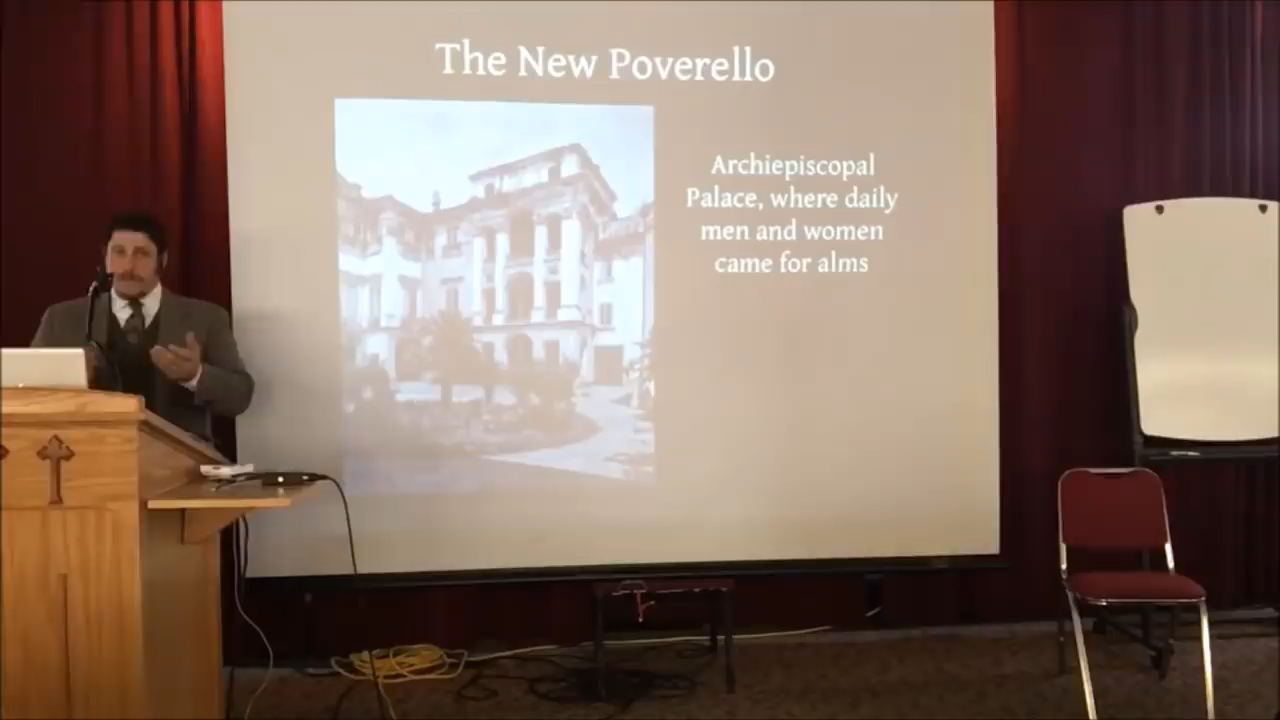 The New Poverello
Archiepiscopal
Palace, where daily
men and women
came for alms